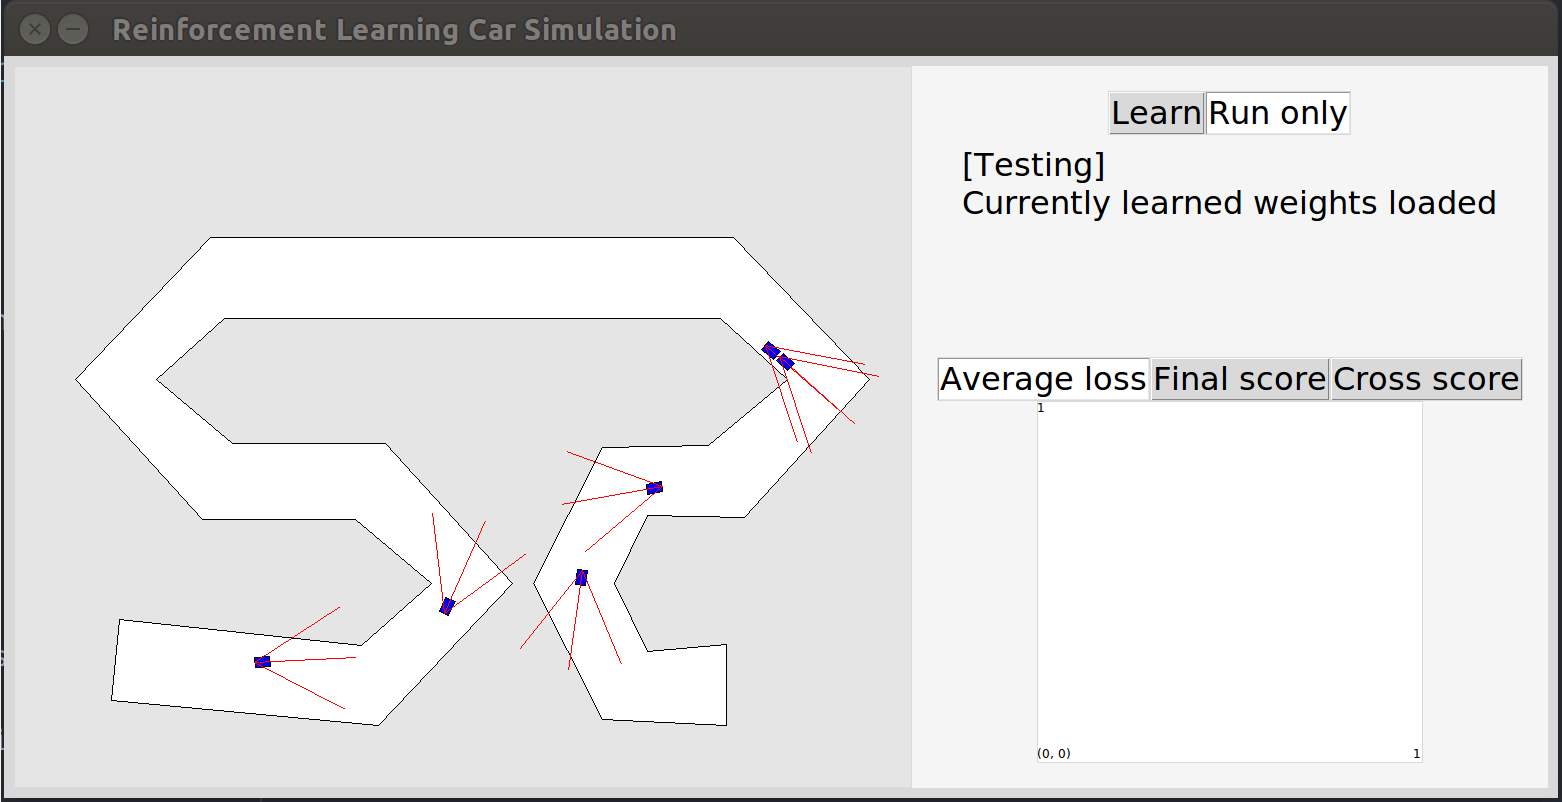 Reinforcement Learning Car Simulation
Learn Run only
[Testing]
Currently learned weights loaded
Average loss Final score Cross score
1
(0, 0) 1